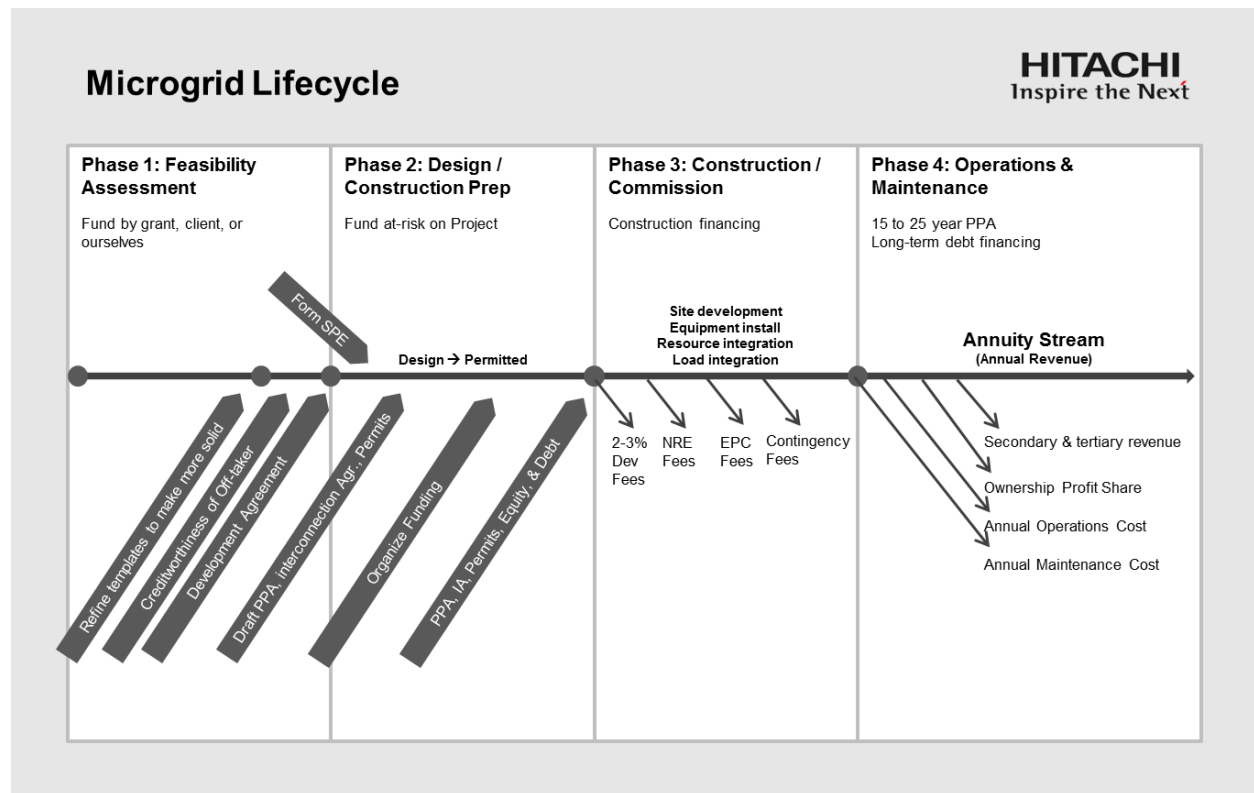 Microgrid Lifecycle
HITACHI
Inspire the Next
Phase 1: Feasibility
Assessment
Fund by grant, client, or
ourselves
Phase 2: Design /
Construction Prep
Fund at-risk on Project
Phase 3: Construction /
Commission
Construction financing
Phase 4: Operations &
Maintenance
15 to 25 year PPA
Long-term debt financing
Form SPE
Design → Permitted
Site development
Equipment install
Resource integration
Load integration
Annuity Stream
(Annual Revenue)
Refine templates to make more solid
Creditworthiness of Off-taker
Development Agreement
Draft PPA, interconnection Agr., Permits
Organize Funding
PPA, IA, Permits, Equity, & Debt
2-3%
Dev
Fees
NRE
Fees
EPC
Fees
Contingency
Fees
Secondary & tertiary revenue
Ownership Profit Share
Annual Operations Cost
Annual Maintenance Cost